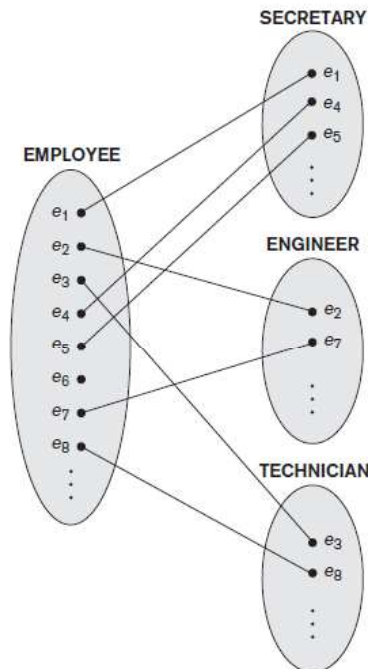 SECRETARY
e1
e4
e5
EMPLOYEE
e1
e2
e3
e4
e5
e6
e7
e8
ENGINEER
e2
e7
TECHNICIAN
e3
e8